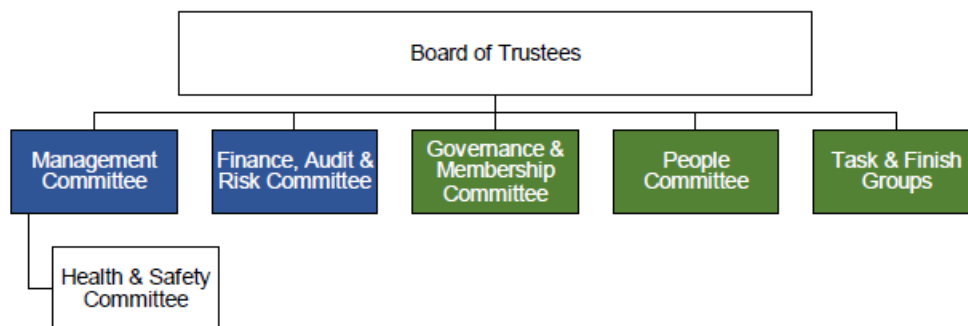 Board of Trustees
Management
Committee
Finance, Audit &
Risk Committee
Governance &
Membership
Committee
People
Committee
Task & Finish
Groups
Health & Safety
Committee